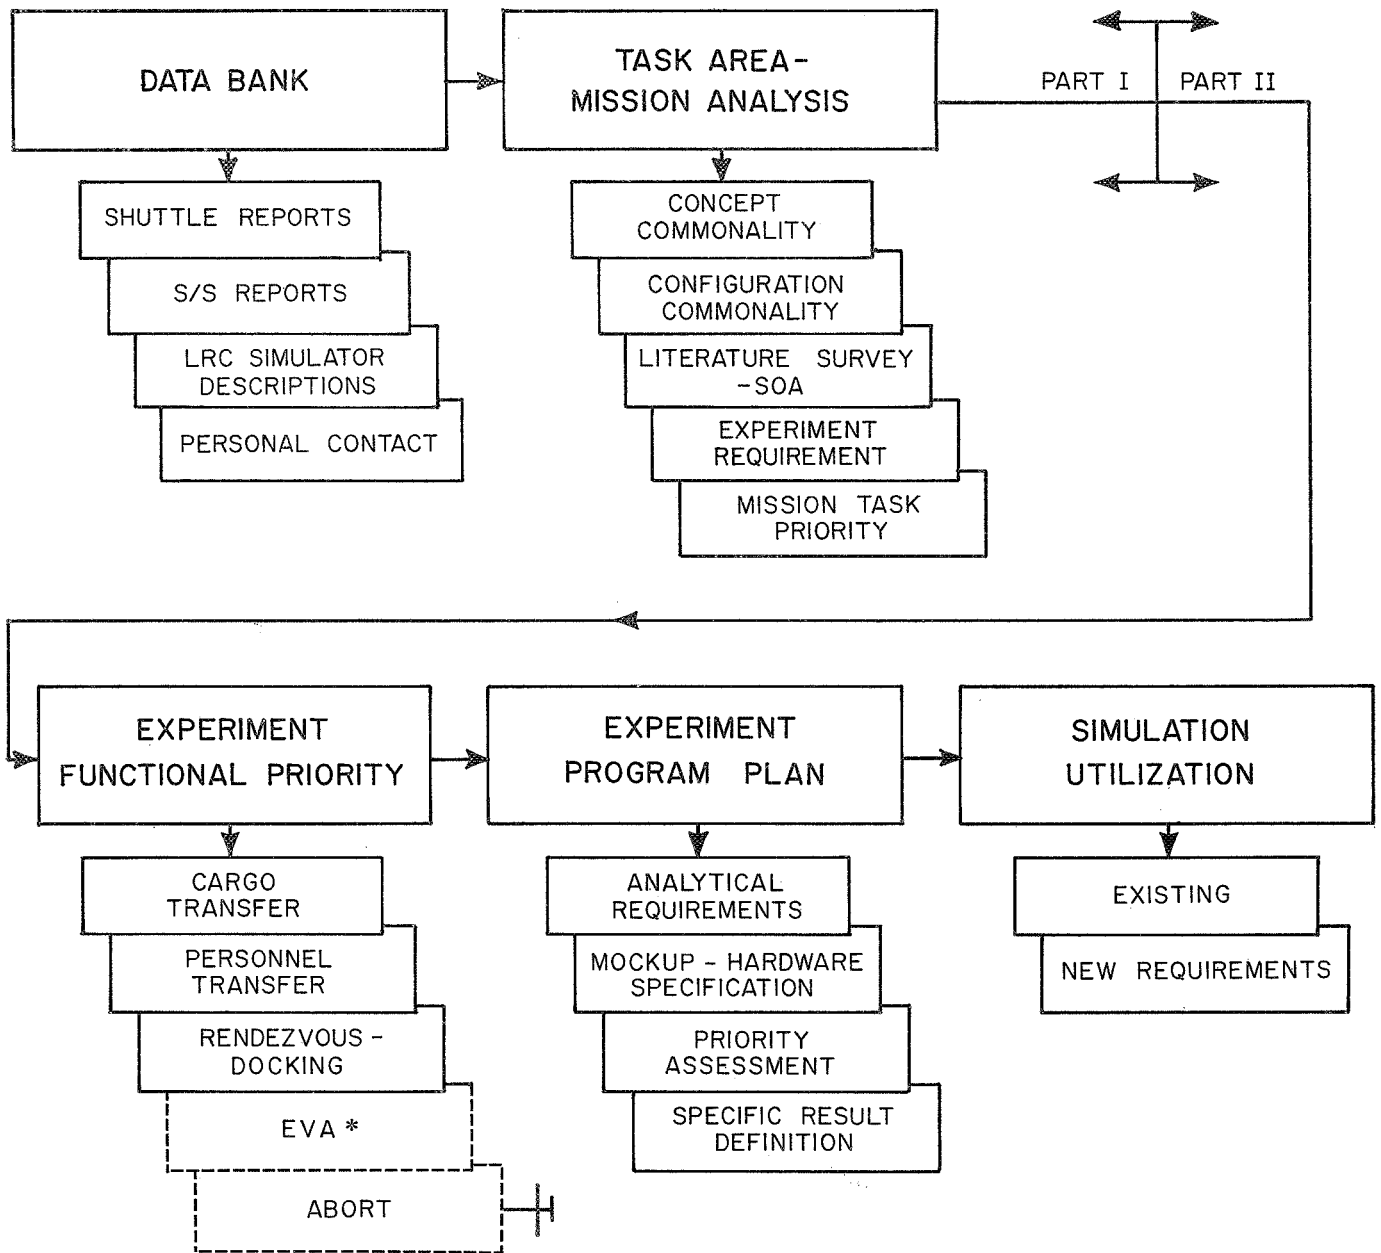 DATA BANK
TASK AREA-
MISSION ANALYSIS
PART I
PART II
SHUTTLE REPORTS
S/S REPORTS
LRC SIMULATOR
DESCRIPTIONS
PERSONAL CONTACT
CONCEPT
COMMONALITY
CONFIGURATION
COMMONALITY
LITERATURE SURVEY
-SOA
EXPERIMENT
REQUIREMENT
MISSION TASK
PRIORITY
EXPERIMENT
FUNCTIONAL PRIORITY
EXPERIMENT
PROGRAM PLAN
SIMULATION
UTILIZATION
CARGO
TRANSFER
PERSONNEL
TRANSFER
RENDEZVOUS-
DOCKING
EVA*
ABORT
ANALYTICAL
REQUIREMENTS
MOCKUP - HARDWARE
SPECIFICATION
PRIORITY
ASSESSMENT
SPECIFIC RESULT
DEFINITION
EXISTING
NEW REQUIREMENTS